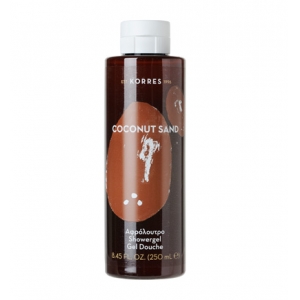 KORRES
COCONUT SAND
Αφρόλουτρο
Showergel
Gel Douche
8.45 FL.OZ. (250 mL e